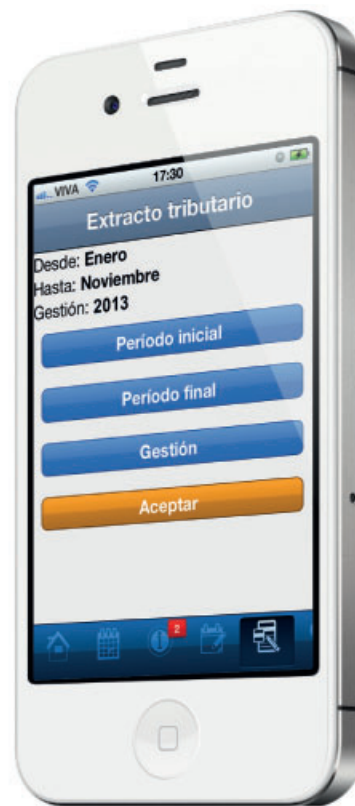 VIVA 17:30
Extracto tributario
Desde: Enero
Hasta: Noviembre
Gestión: 2013
Período inicial
Período final
Gestión
Aceptar
2